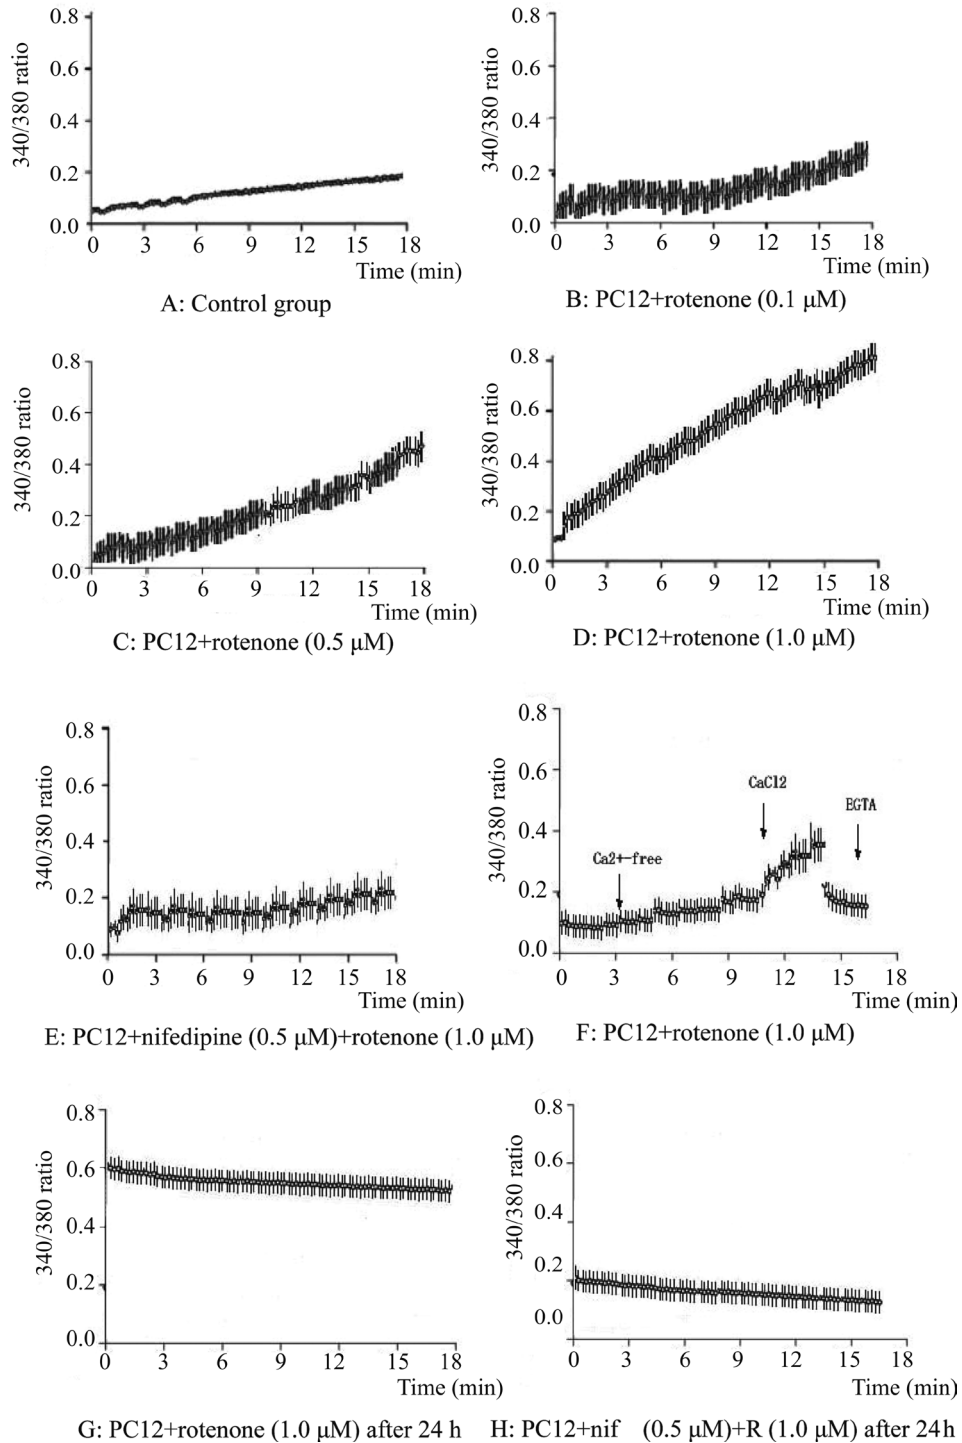 0.8
0.6
0.4
0.2
0.0
340/380 ratio
0 3 6 9 12 15 18
Time (min)
A: Control group
0.8
0.6
0.4
0.2
0.0
340/380 ratio
0 3 6 9 12 15 18
Time (min)
B: PC12+rotenone (0.1 μM)
0.8
0.6
0.4
0.2
0.0
340/380 ratio
0 3 6 9 12 15 18
Time (min)
C: PC12+rotenone (0.5 μM)
0.8
0.6
0.4
0.2
0.0
340/380 ratio
0 3 6 9 12 15 18
Time (min)
D: PC12+rotenone (1.0 μM)
0.8
0.6
0.4
0.2
0.0
340/380 ratio
0 3 6 9 12 15 18
Time (min)
E: PC12+nifedipine (0.5 μM)+rotenone (1.0 μM)
0.8
0.6
0.4
0.2
0.0
340/380 ratio
Ca2+-free
CaCl2
EGTA
0 3 6 9 12 15 18
Time (min)
F: PC12+rotenone (1.0 μM)
0.8
0.6
0.4
0.2
0.0
340/380 ratio
0 3 6 9 12 15 18
Time (min)
G: PC12+rotenone (1.0 μM) after 24 h
0.8
0.6
0.4
0.2
0.0
340/380 ratio
0 3 6 9 12 15 18
Time (min)
H: PC12+nif (0.5 μM)+R (1.0 μM) after 24h